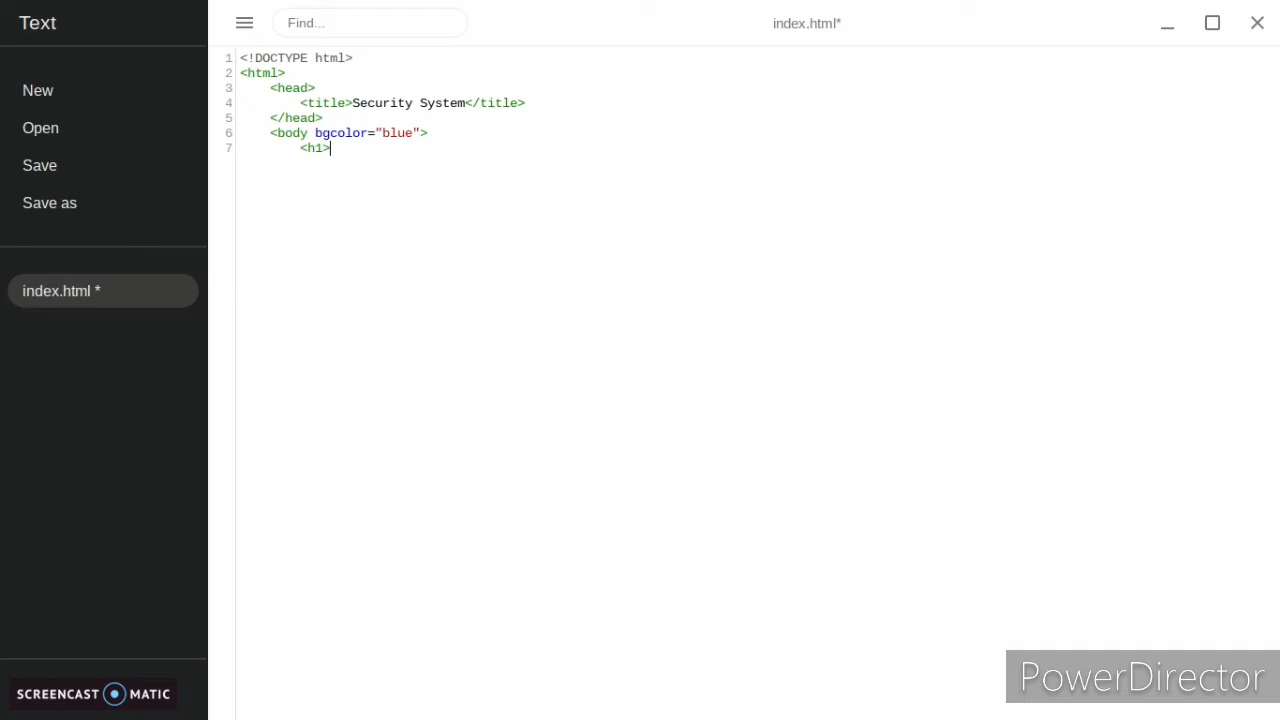 Text
Find...
index.html*
New
Open
Save
Save as
index.html *
1 <!DOCTYPE html>
2 <html>
3 <head>
4 <title>Security System</title>
5 </head>
6 <body bgcolor="blue">
7 <h1>
SCREENCAST MATIC
PowerDirector